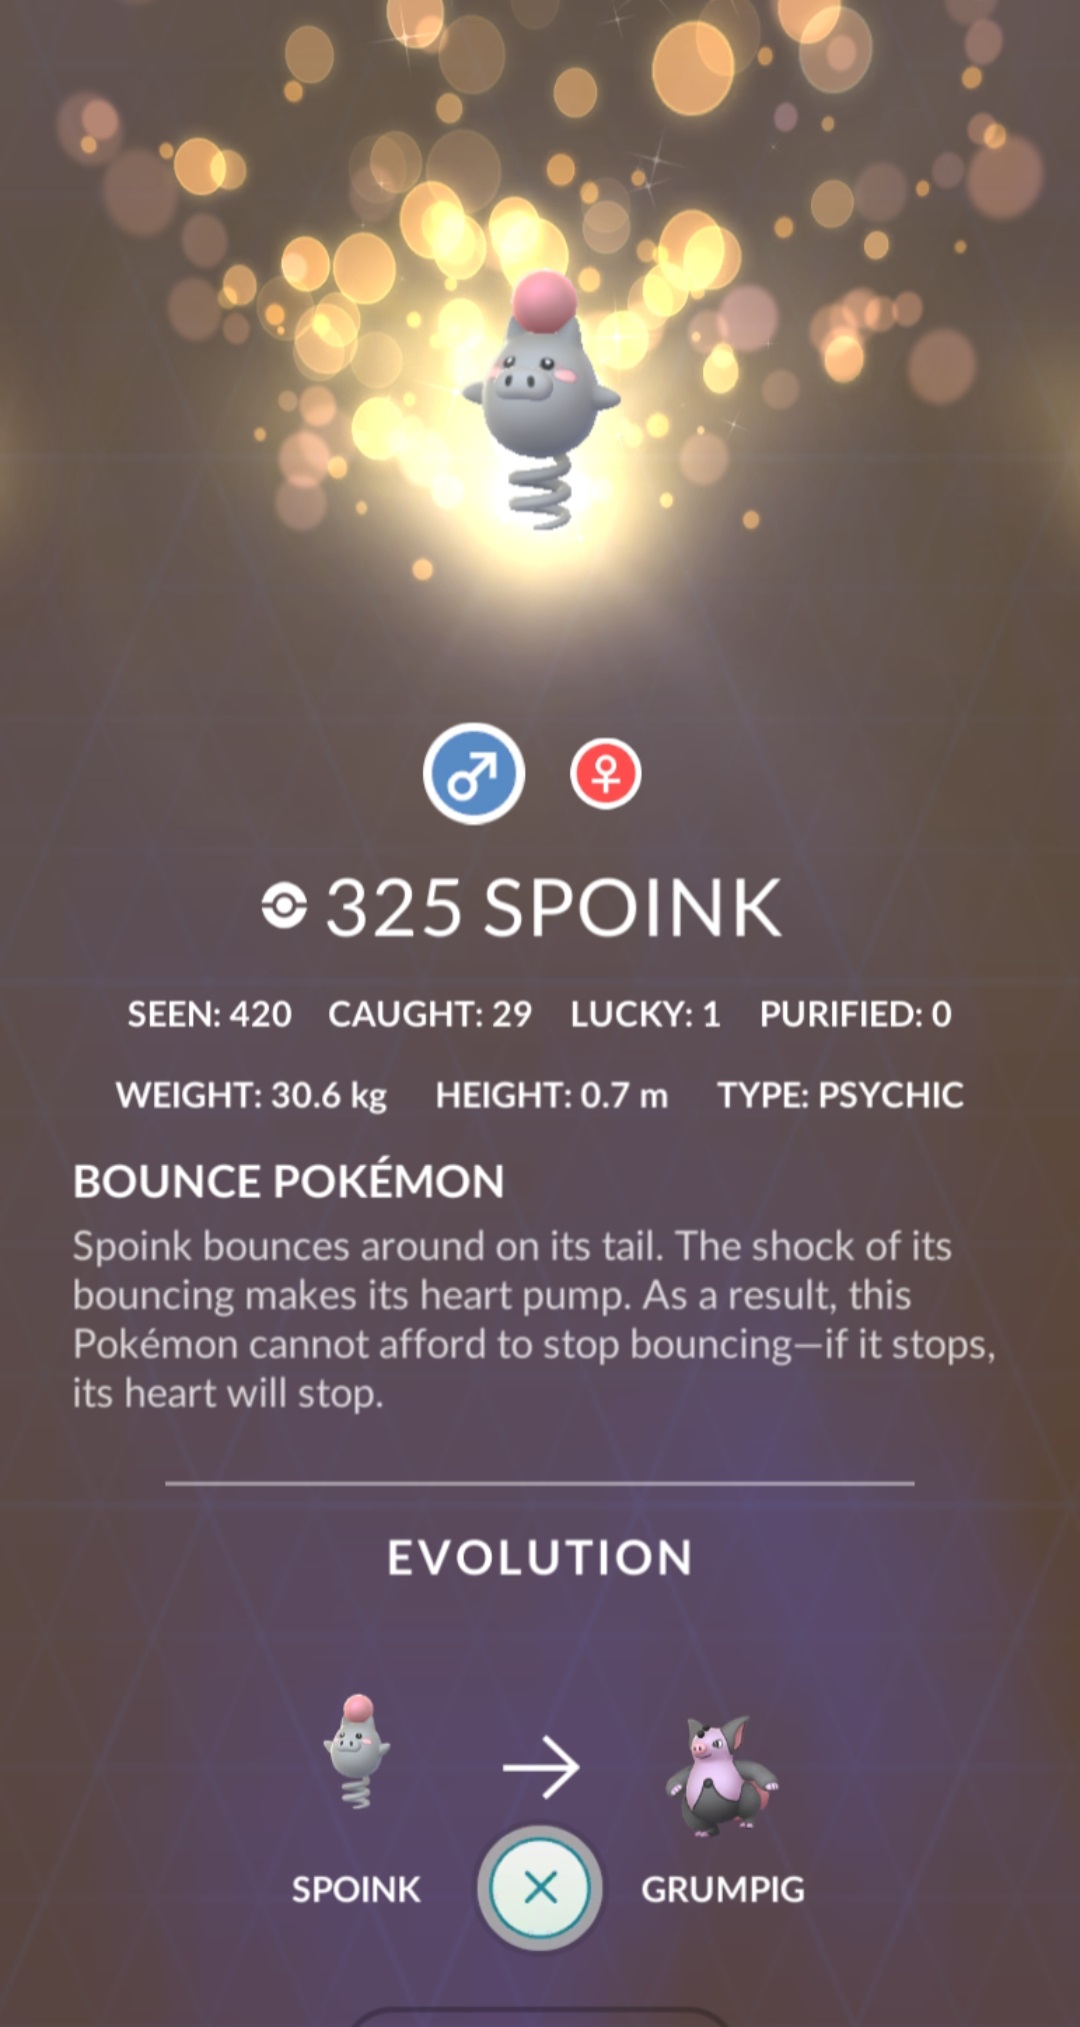 325 SPOINK
SEEN: 420 CAUGHT: 29 LUCKY: 1 PURIFIED: 0
WEIGHT: 30.6 kg HEIGHT: 0.7 m TYPE: PSYCHIC
BOUNCE POKÉMON
Spoink bounces around on its tail. The shock of its
bouncing makes its heart pump. As a result, this
Pokémon cannot afford to stop bouncing—if it stops,
its heart will stop.
EVOLUTION
SPOINK GRUMPIG